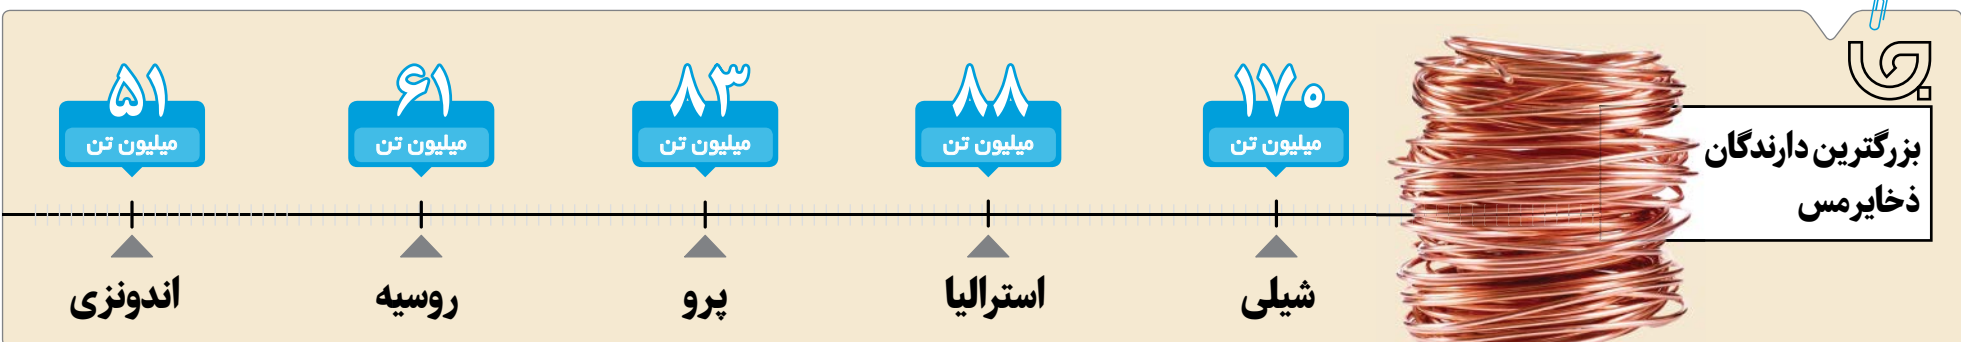 بزرگترین دارندگان
ذخایر مس
۱۷۰
میلیون تن
شیلی
۸۸
میلیون تن
استرالیا
۸۳
میلیون تن
پرو
۶۱
میلیون تن
روسیه
۵۱
میلیون تن
اندونزی